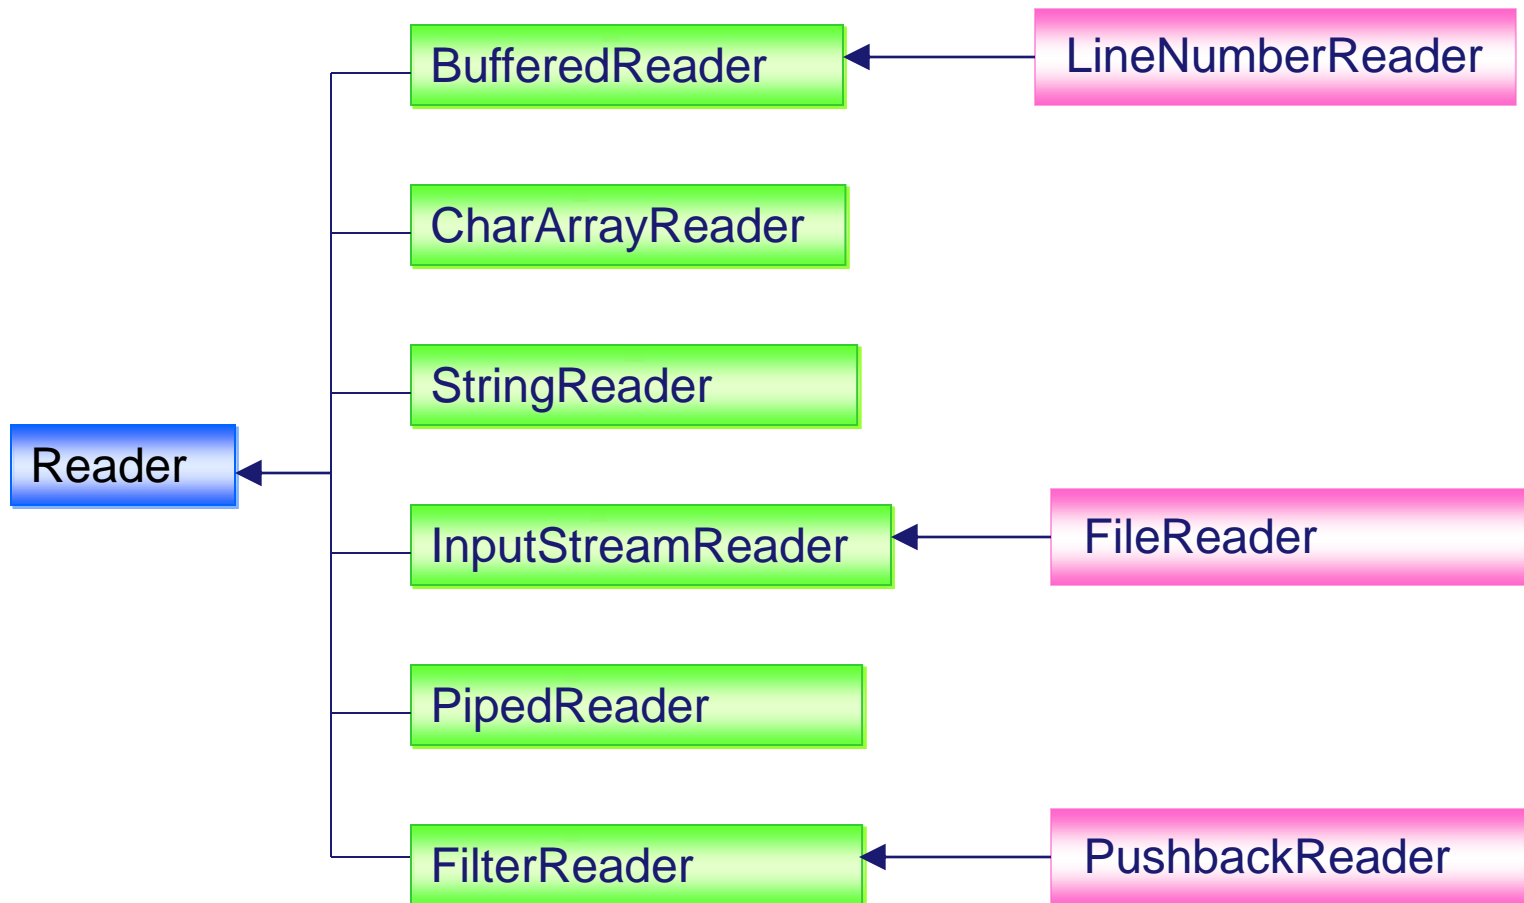 BufferedReader
LineNumberReader
CharArrayReader
StringReader
Reader
InputStreamReader
FileReader
PipedReader
FilterReader
PushbackReader